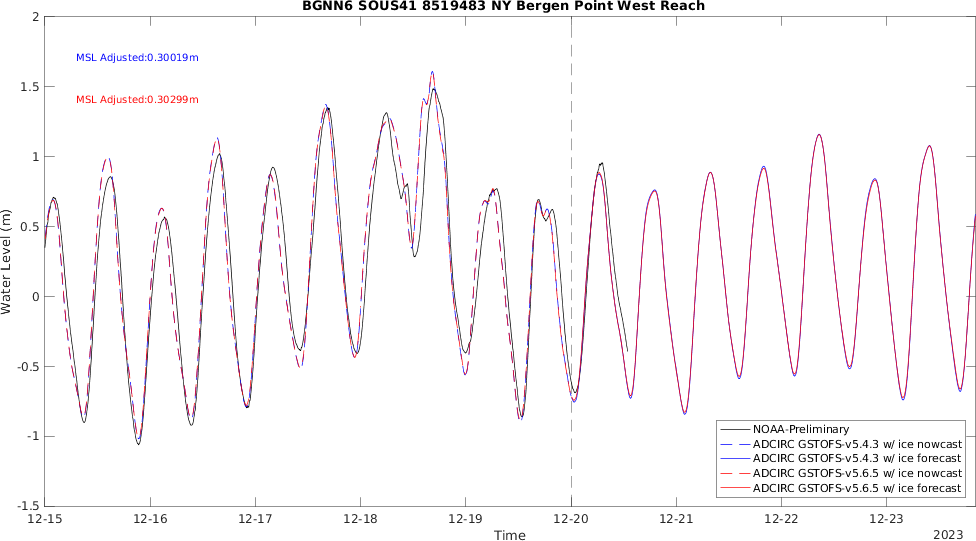 BGNN6 SOUS41 8519483 NY Bergen Point West Reach
2
MSL Adjusted:0.30019m
1.5
MSL Adjusted:0.30299m
1
0.5
Water Level (m)
0
-0.5
-1
-1.5
NOAA-Preliminary
ADCIRC GSTOFS-v5.4.3 w/ ice nowcast
ADCIRC GSTOFS-v5.4.3 w/ ice forecast
ADCIRC GSTOFS-v5.6.5 w/ ice nowcast
ADCIRC GSTOFS-v5.6.5 w/ ice forecast
12-15 12-16 12-17 12-18 12-19 12-20 12-21 12-22 12-23
Time
2023